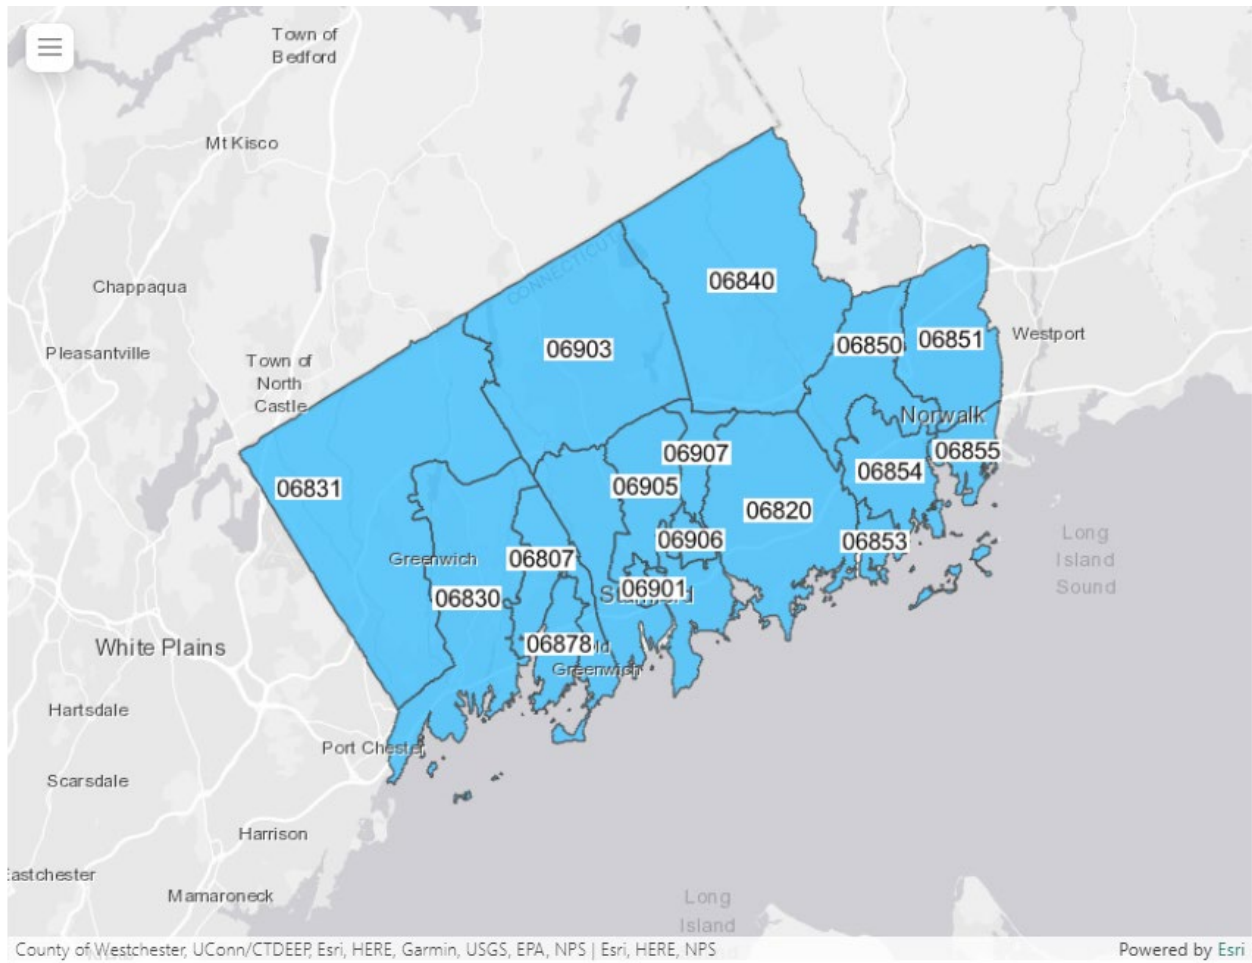 Town of
Bedford
Mt Kisco
CONNECTICUT
06840
Chappaqua
06903
06850
06851
Westport
Pleasantville
Town of
North
Castle
Norwalk
06907
06855
06831
06905
06854
06820
06906
06853
Long
Island
Sound
Greenwich
06807
06830
06901
White Plains
06878
Greenwich
Hartsdale
Port Chester
Scarsdale
Harrison
Eastchester
Mamaroneck
Long
Island
County of Westchester, UConn/CTDEEP, Esri, HERE, Garmin, USGS, EPA, NPS | Esri, HERE, NPS
Powered by Esri